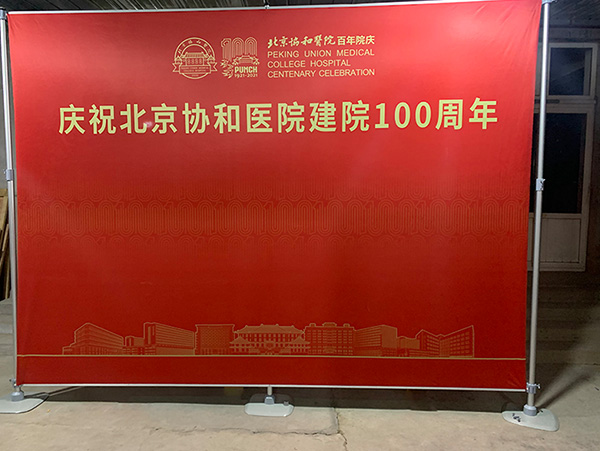 北京协和醫院百年院庆
PEKING UNION MEDICAL
COLLEGE HOSPITAL
CENTENARY CELEBRATION
100
PUMCH
1921-2021
庆祝北京协和医院建院100周年